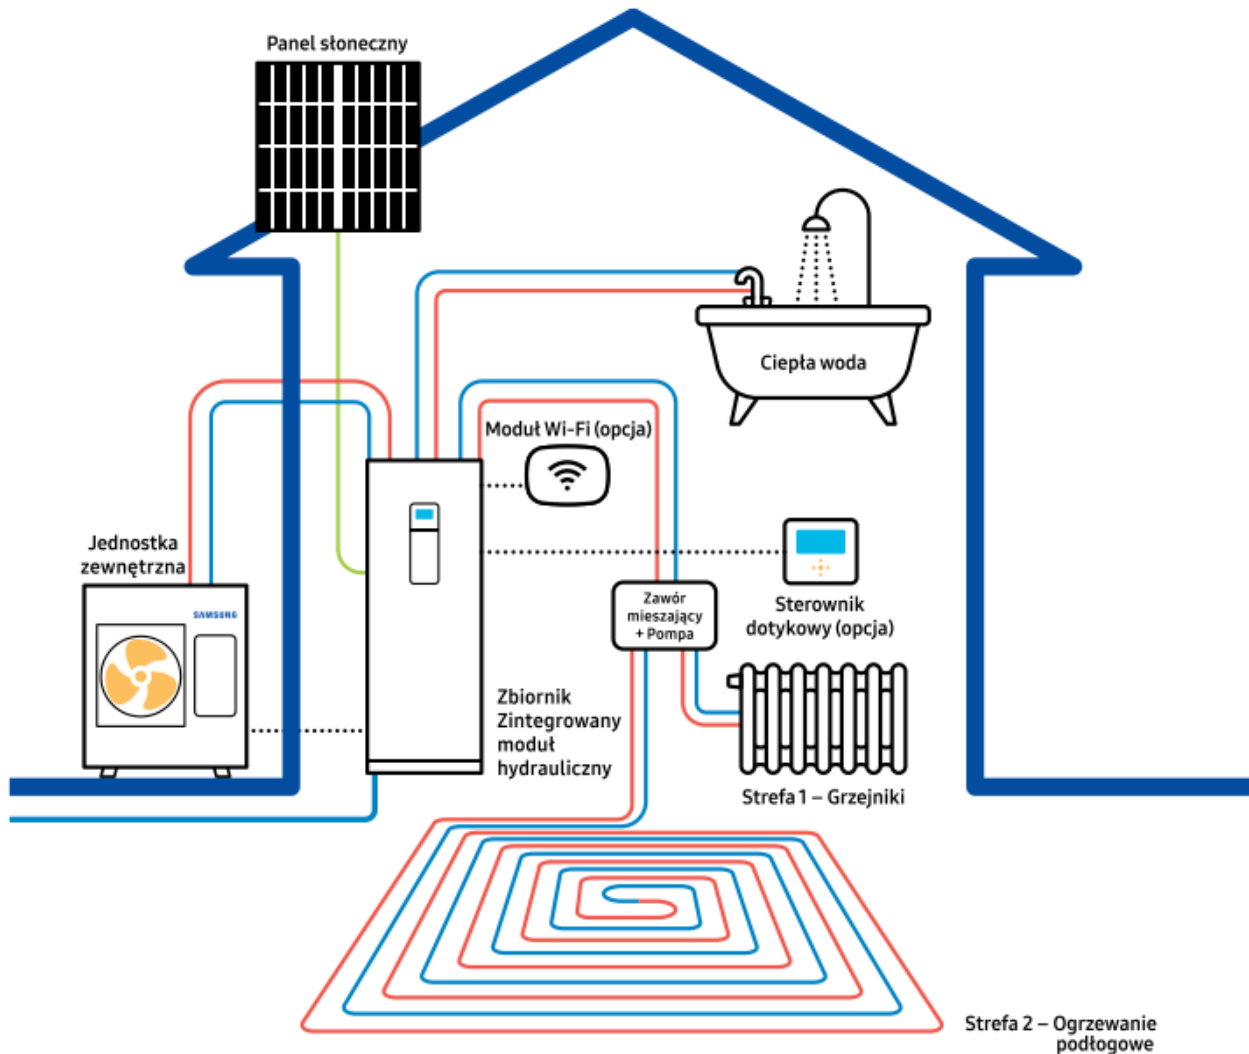 Panel słoneczny
Ciepła woda
Moduł Wi-Fi (opcja)
Jednostka
zewnętrzna
SAMSUNG
Zawór
mieszający
+ Pompa
Sterownik
dotykowy (opcja)
Zbiornik
Zintegrowany
moduł
hydrauliczny
Strefa 1 – Grzejniki
Strefa 2 – Ogrzewanie
podłogowe